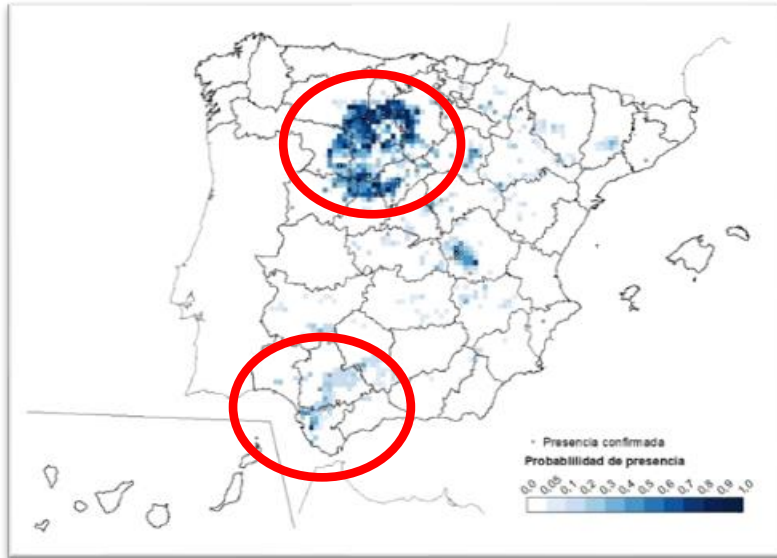 Presencia confirmada
Probabilidad de presencia
0,0 0,05 0,1 0,2 0,3 0,4 0,5 0,6 0,7 0,8 0,9 1,0